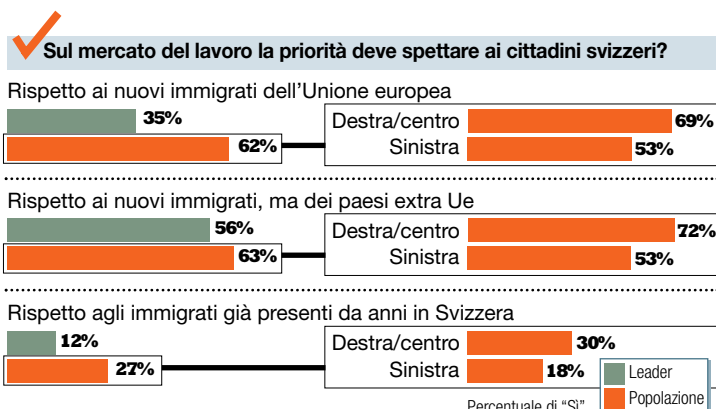 Sul mercato del lavoro la priorità deve spettare ai cittadini svizzeri?
Rispetto ai nuovi immigrati dell'Unione europea
35%
62%
Destra/centro 69%
Sinistra 53%
Rispetto ai nuovi immigrati, ma dei paesi extra Ue
56%
63%
Destra/centro 72%
Sinistra 53%
Rispetto agli immigrati già presenti da anni in Svizzera
12%
27%
Destra/centro 30%
Sinistra 18%
Percentuale di "Sì"
Leader
Popolazione